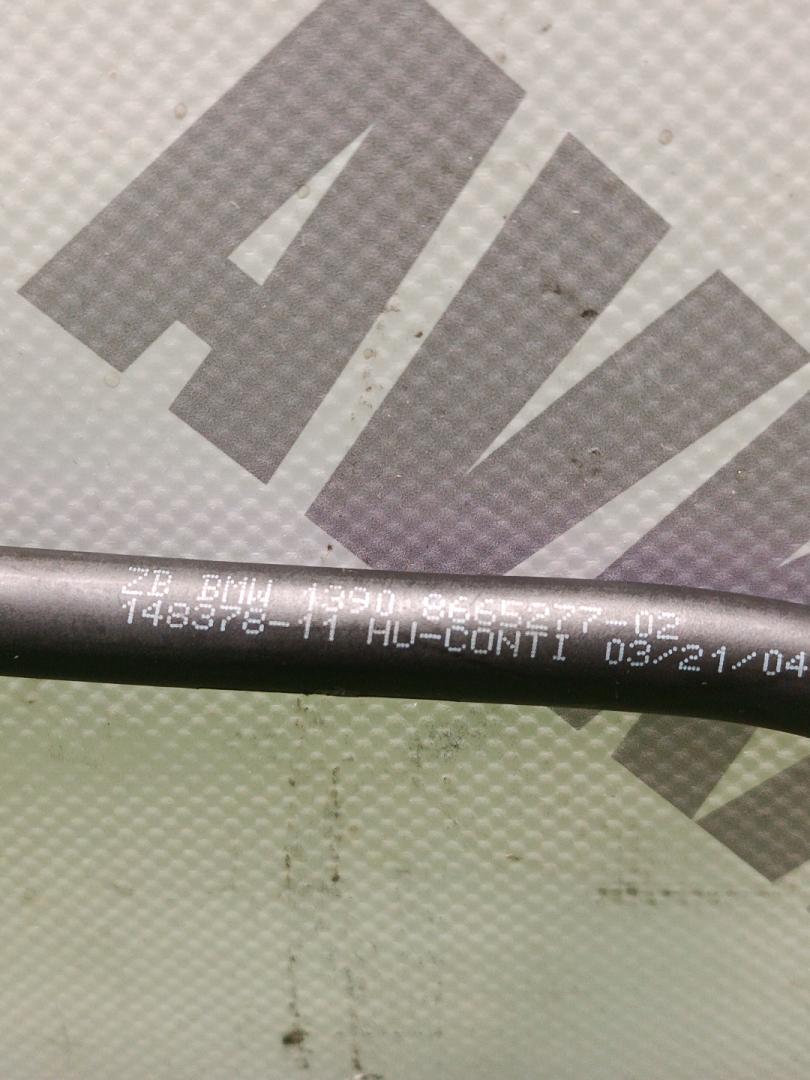 ZB BMW 1390 8665277-02
148378-11 HU-CONTI 03/21/04